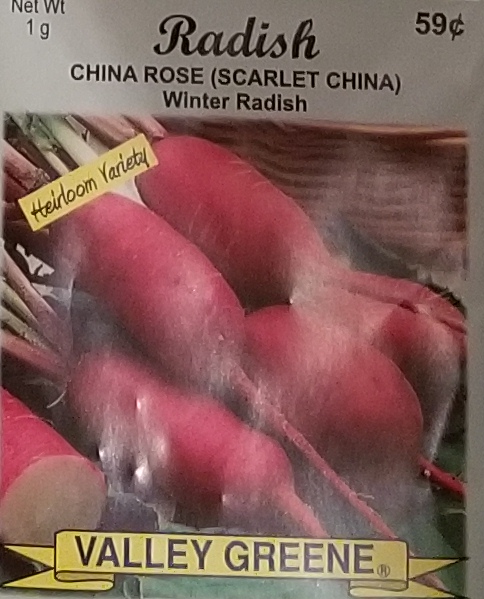 Net Wt
1 g
Radish
59¢
CHINA ROSE (SCARLET CHINA)
Winter Radish
Heirloom Variety
VALLEY GREENE®